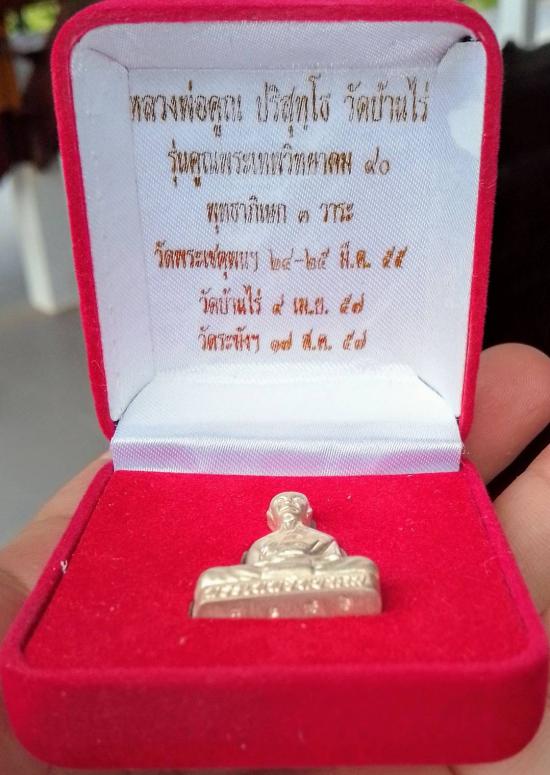 หลวงพ่อคูณ ปริสุทฺโธ วัดบ้านไร่
รุ่นคูณพระเทพวิทยาคม ๙๐
พุทธาภิเษก ๓ วาระ
วัดพระเชตุพนฯ ๒๔-๒๕ มี.ค. ๕๕
วัดบ้านไร่ ๙ เม.ย. ๕๗
วัดระฆังฯ ๑๗ ส.ค. ๕๗